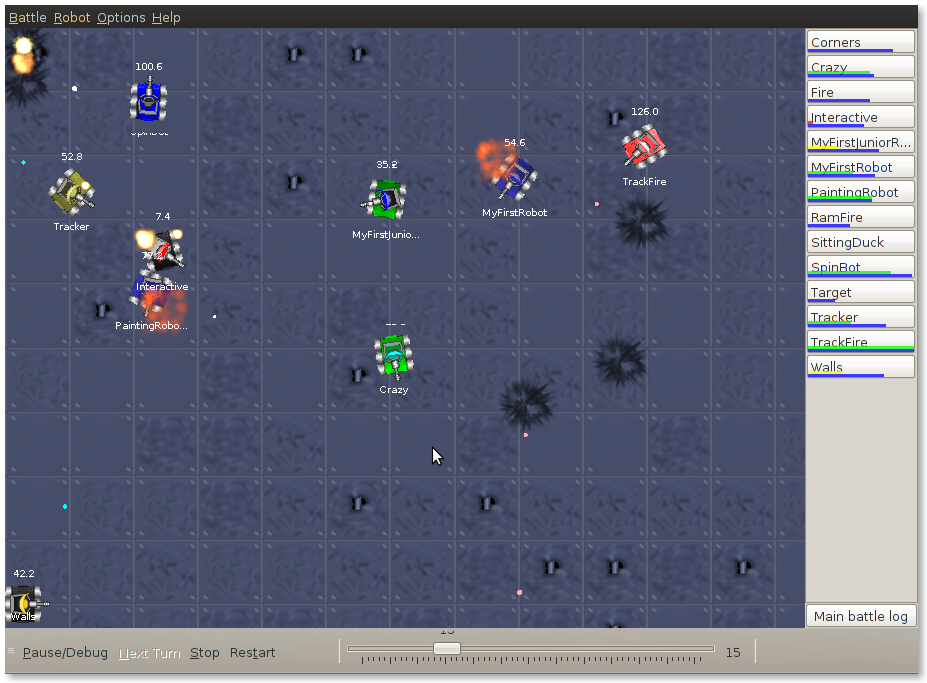 Battle Robot Options Help
Corners
Crazy
Fire
Interactive
MyFirstJuniorR...
MyFirstRobot
PaintingRobot
RamFire
SittingDuck
SpinBot
Target
Tracker
TrackFire
Walls
100.6
SpinBot
126.0
TrackFire
54.6
MyFirstRobot
52.8
Tracker
35.2
MyFirstJunio...
7.4
Interactive
PaintingRobo...
Crazy
42.2
Walls
Main battle log
Pause/Debug Next Turn Stop Restart
15
15